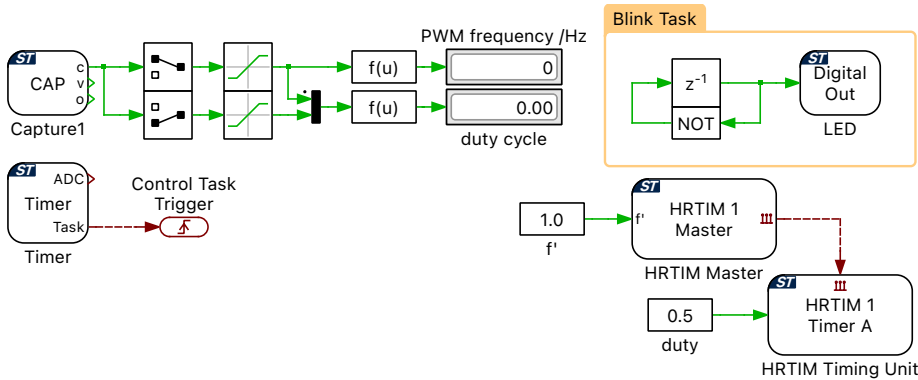 Blink Task
PWM frequency /Hz
ST
CAP
c
v
o
Capture1
f(u)
0
f(u)
0.00
duty cycle
z-1
NOT
ST
Digital
Out
LED
ST
ADC
Timer
Task
Timer
Control Task
Trigger
1.0
f'
ST
f'
HRTIM 1
Master
HRTIM Master
0.5
duty
ST
HRTIM 1
Timer A
HRTIM Timing Unit